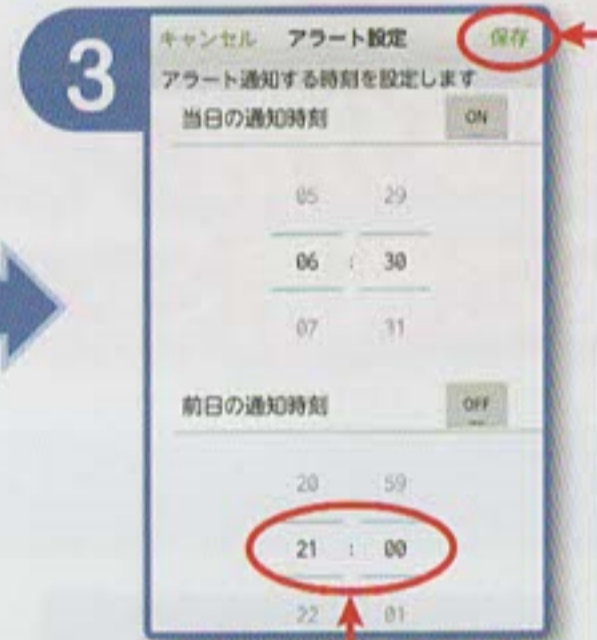 3
キャンセル アラート設定 保存
アラート通知する時刻を設定します
当日の通知時刻 ON
05 29
06 : 30
07 31
前日の通知時刻 OFF
20 59
21 : 00
22 01